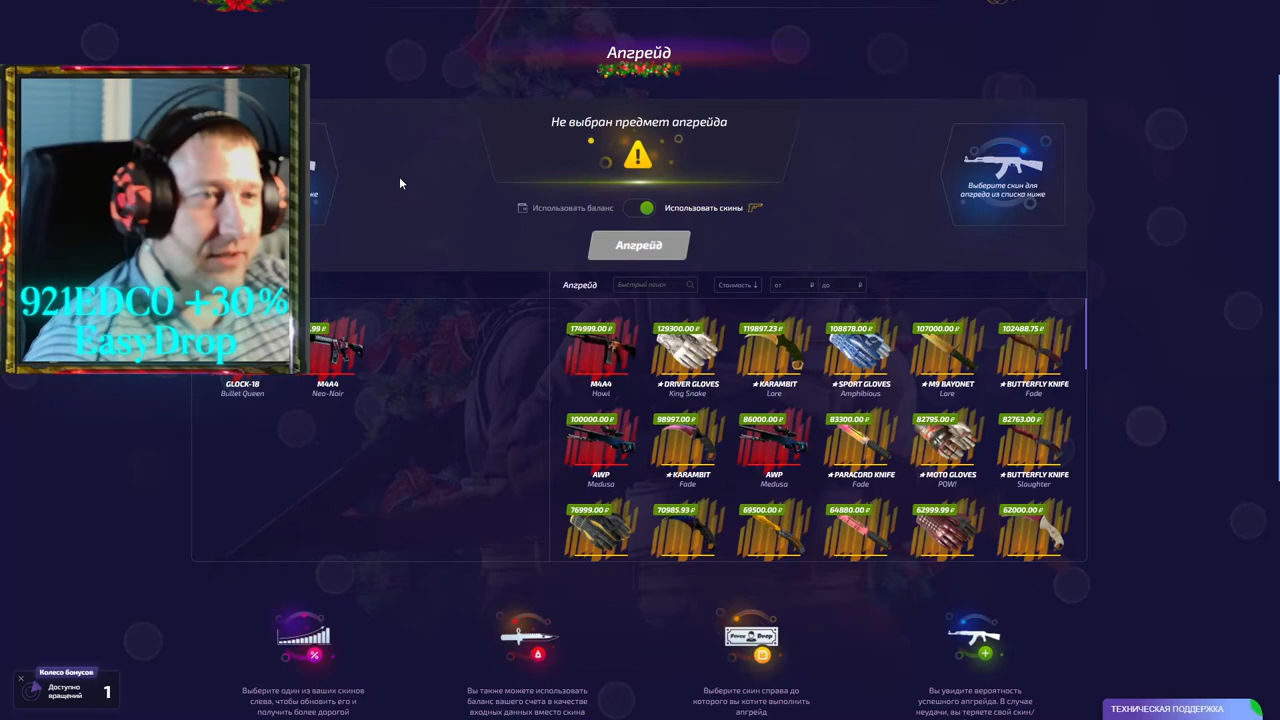 Апгрейд
Не выбран предмет апгрейда
Выберите скин для
апгреда из списка ниже
Использовать баланс
Использовать скины
Апгрейд
921EDC0 +30%
EasyDrop
Апгрейд
Быстрый поиск
Стоимость
от ₽
до ₽
GLOCK-18
Bullet Queen
M4A4
Neo-Noir
174999.00 ₽
M4A4
Howl
129300.00 ₽
★ DRIVER GLOVES
King Snake
119897.23 ₽
★ KARAMBIT
Lore
108878.00 ₽
★ SPORT GLOVES
Amphibious
107000.00 ₽
★ M9 BAYONET
Lore
102488.75 ₽
★ BUTTERFLY KNIFE
Fade
100000.00 ₽
AWP
Medusa
98997.00 ₽
★ KARAMBIT
Fade
86000.00 ₽
AWP
Medusa
83300.00 ₽
★ PARACORD KNIFE
Fade
82795.00 ₽
★ MOTO GLOVES
POW!
82763.00 ₽
★ BUTTERFLY KNIFE
Slaughter
76999.00 ₽
70985.93 ₽
69500.00 ₽
64880.00 ₽
62999.99 ₽
62000.00 ₽
Выберите один из ваших скинов
слева, чтобы обновить его и
получить более дорогой
Вы также можете использовать
баланс вашего счета в качестве
входных данных вместо скина
Выберите скин справа до
которого вы хотите выполнить
апгрейд
Вы увидите вероятность
успешного апгрейда. В случае
неудачи, вы теряете свой скин/
Колесо бонусов
Доступно
вращений
1
ТЕХНИЧЕСКАЯ ПОДДЕРЖКА